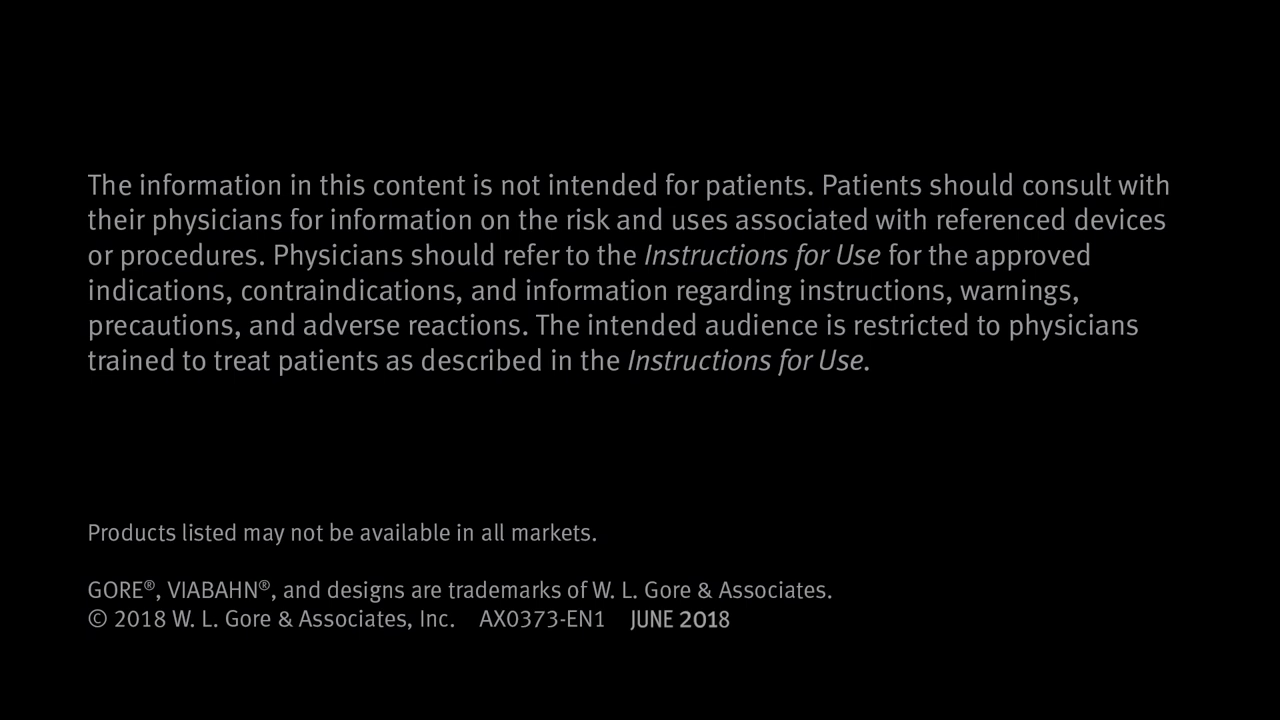 The information in this content is not intended for patients. Patients should consult with
their physicians for information on the risk and uses associated with referenced devices
or procedures. Physicians should refer to the Instructions for Use for the approved
indications, contraindications, and information regarding instructions, warnings,
precautions, and adverse reactions. The intended audience is restricted to physicians
trained to treat patients as described in the Instructions for Use.
Products listed may not be available in all markets.
GORE®, VIABAHN®, and designs are trademarks of W. L. Gore & Associates.
© 2018 W. L. Gore & Associates, Inc. AX0373-EN1 JUNE 2018